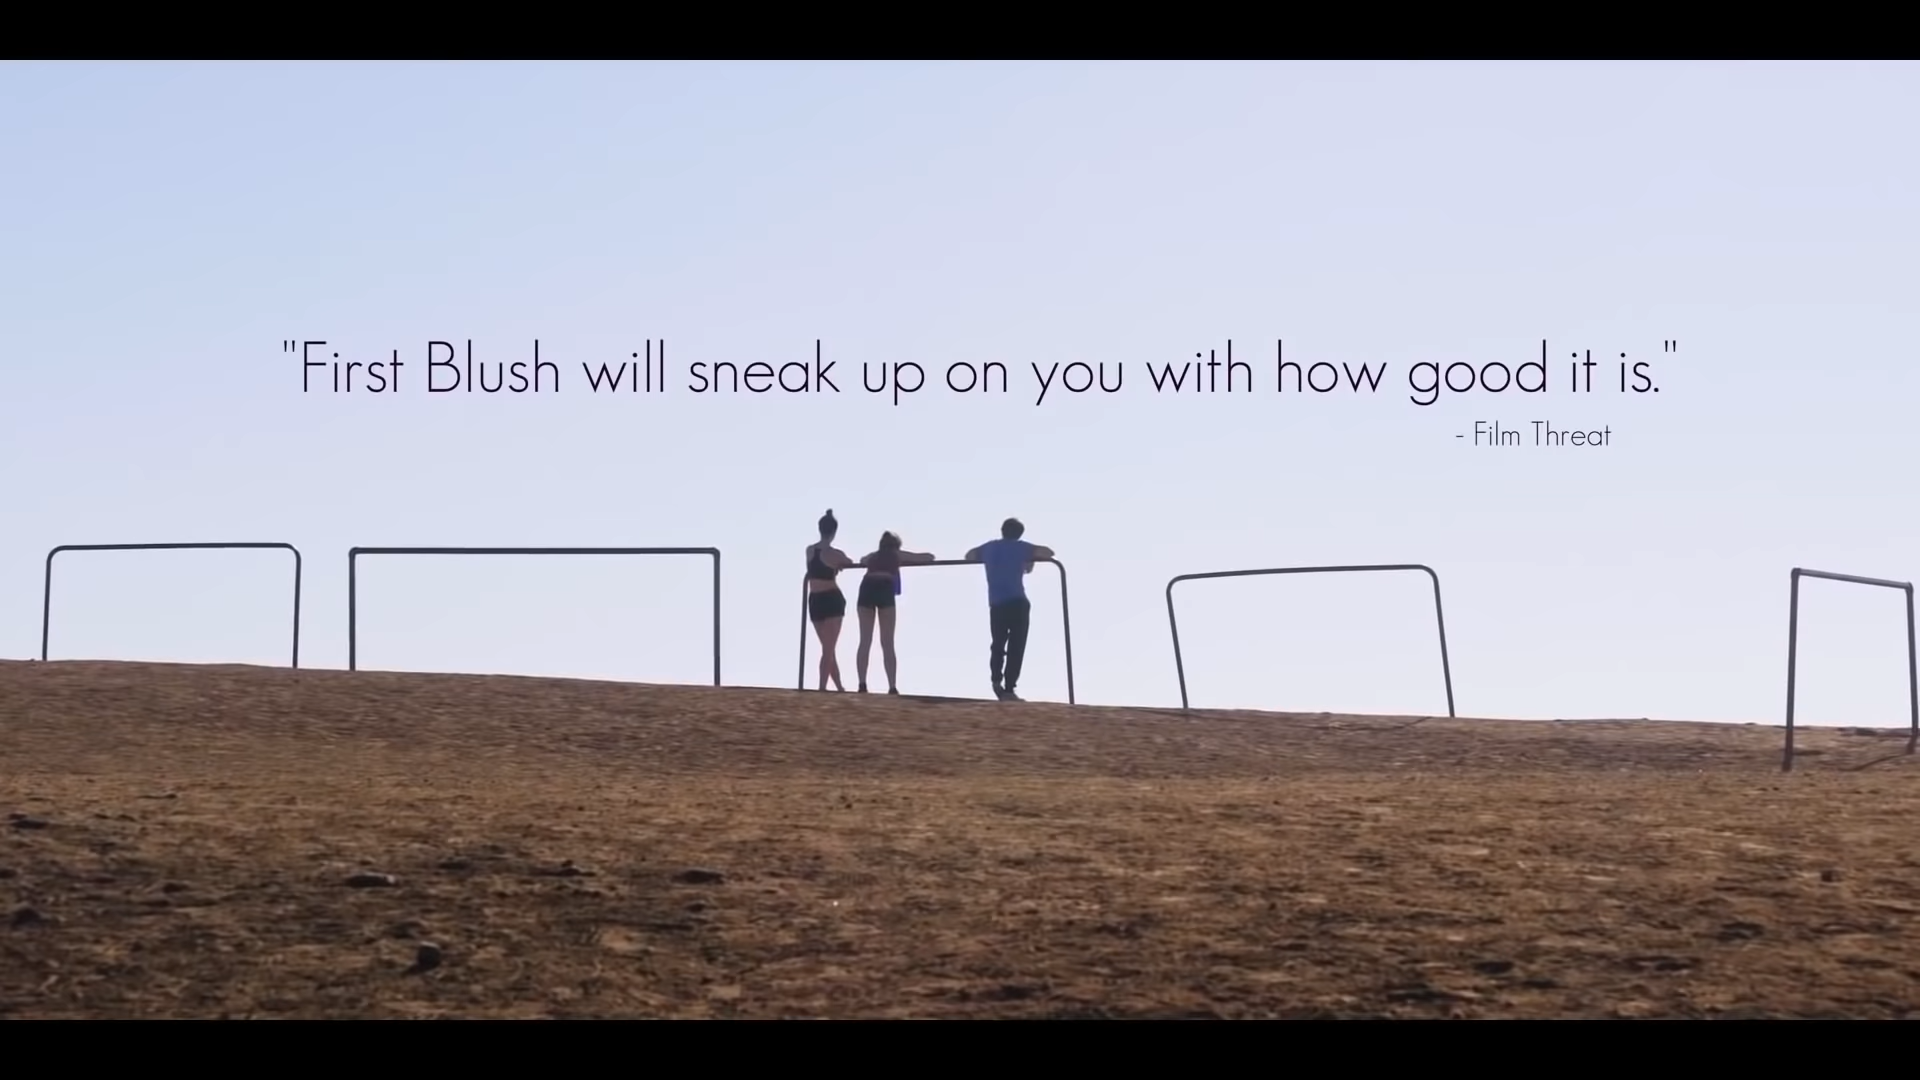 "First Blush will sneak up on you with how good it is."
- Film Threat